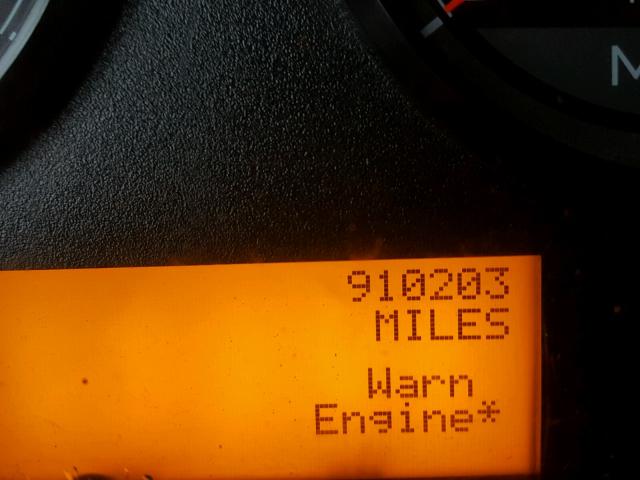 M
910203
MILES
Warn
Engine*